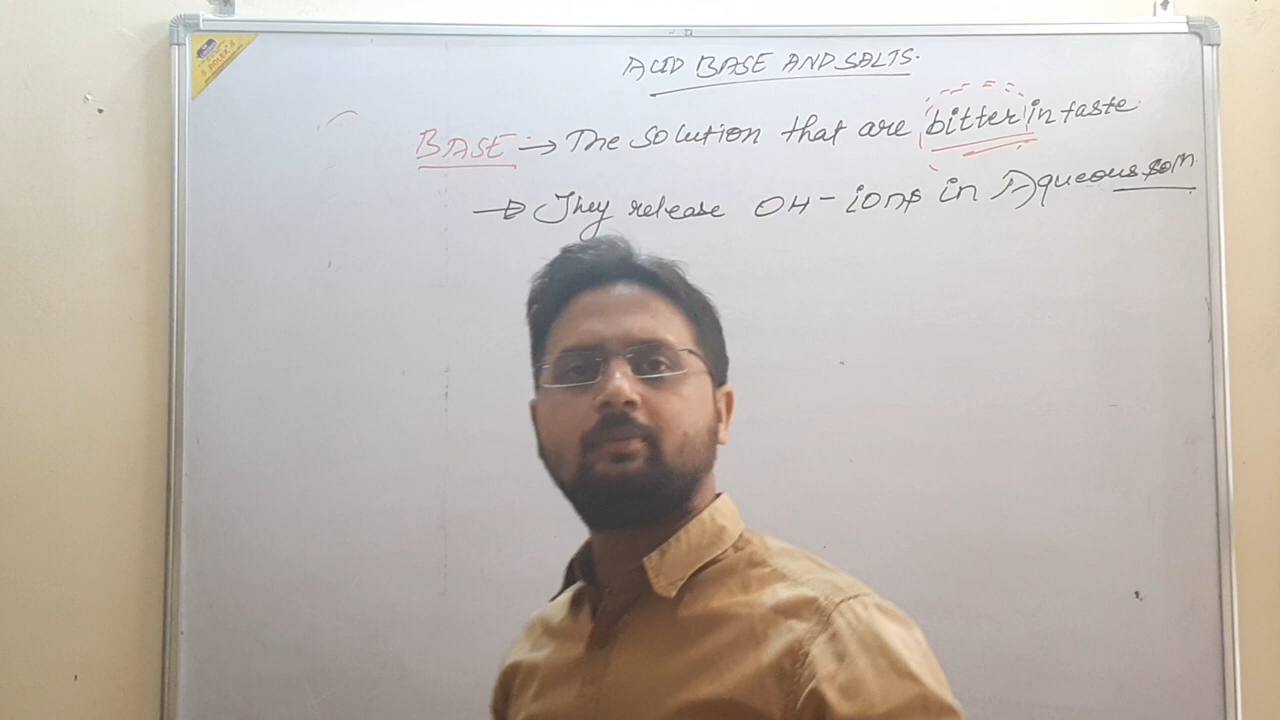 ACID BASE AND SALTS.
BASE :→ The solution that are bitter in taste
→ They release OH- ions in Aqueous soln.
ROLEX